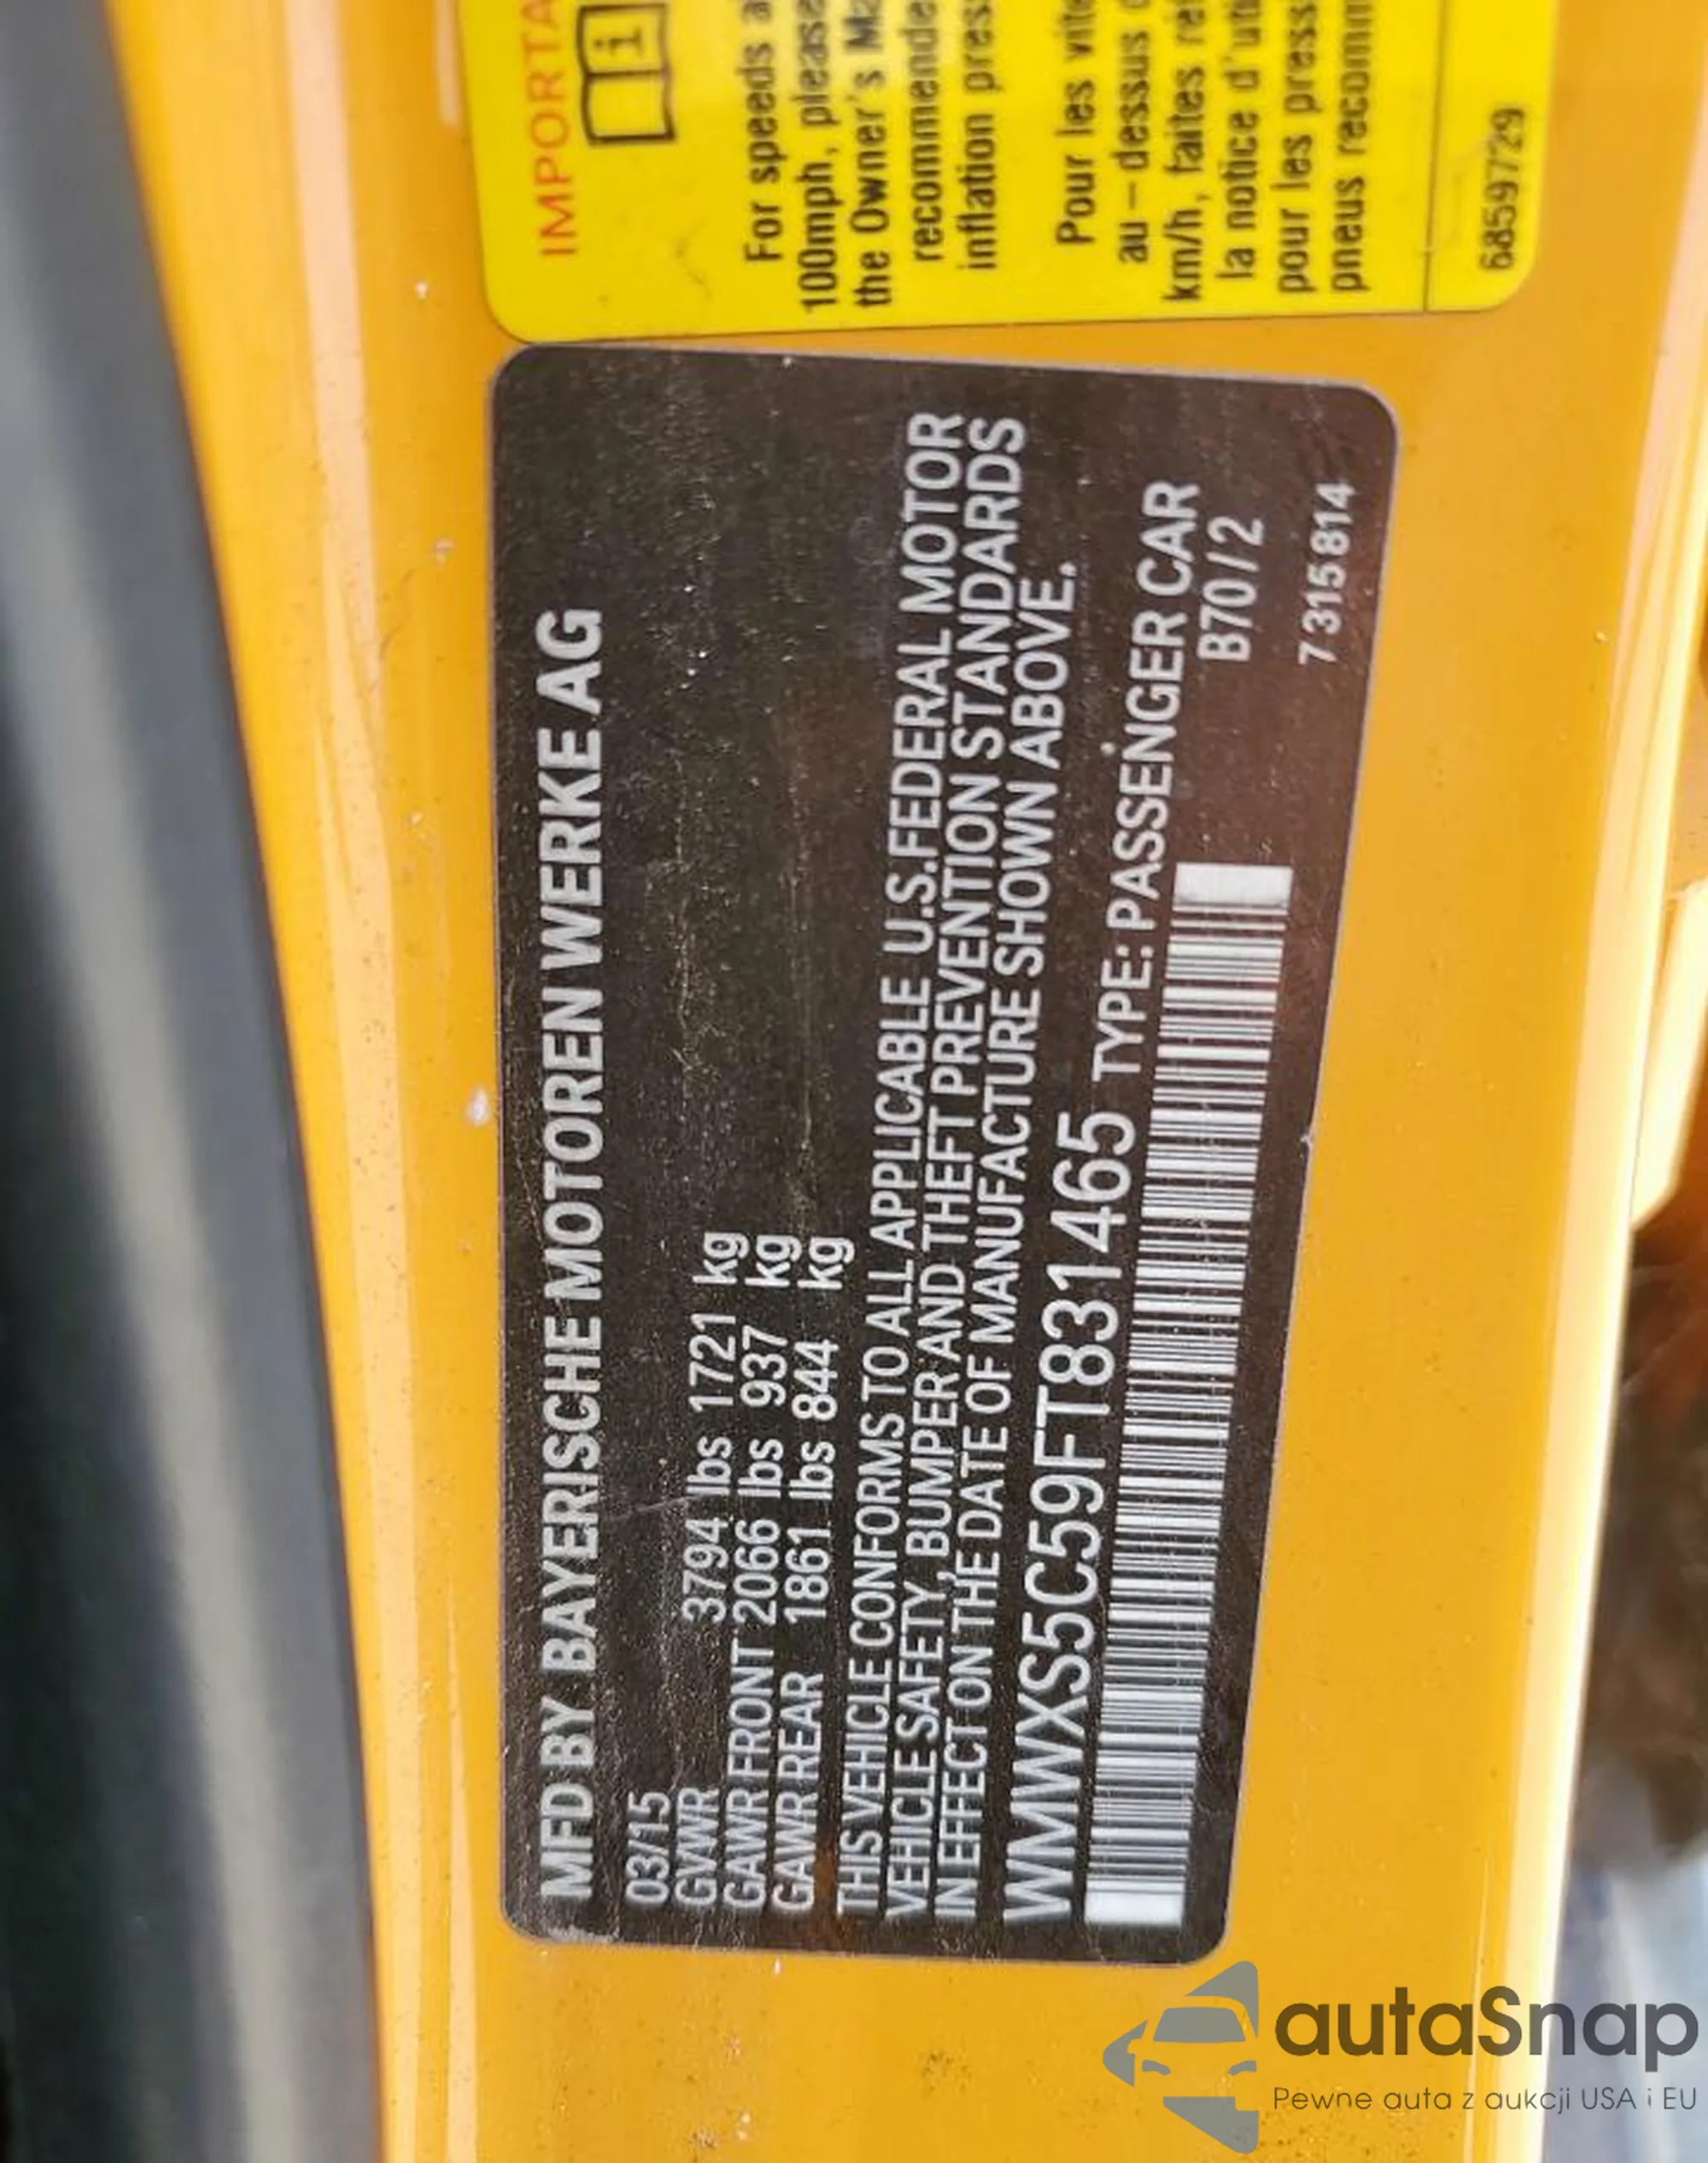 MFD BY BAYERISCHE MOTOREN WERKE AG
03/15
GVWR 3794 lbs 1721 kg
GAWR FRONT 2066 lbs 937 kg
GAWR REAR 1861 lbs 844 kg
THIS VEHICLE CONFORMS TO ALL APPLICABLE U.S.FEDERAL MOTOR
VEHICLE SAFETY, BUMPER AND THEFT PREVENTION STANDARDS
IN EFFECT ON THE DATE OF MANUFACTURE SHOWN ABOVE.
WMWXS5C59FT831465 TYPE: PASSENGER CAR
B70/2
7315814
IMPORTA
i
For speeds a
100mph, please
the Owner's Ma
recommende
inflation press
Pour les vite
au-dessus d
km/h, faites ré
la notice d'uti
pour les press
pneus recomm
6859729
autaSnap
Pewne auta z aukcji USA i EU